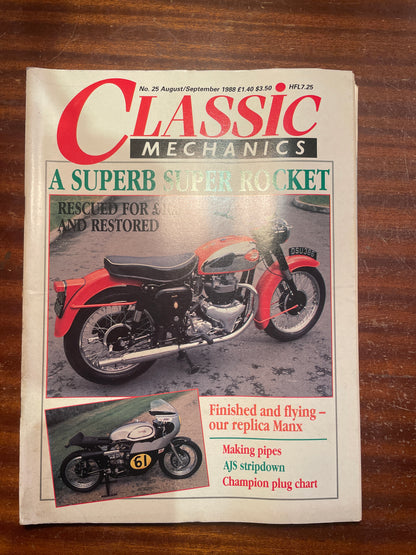 No. 25 August/September 1988 £1.40 $3.50 HFL7.25
CLASSIC
MECHANICS
A SUPERB SUPER ROCKET
RESCUED FOR
AND RESTORED
DSU386
Finished and flying –
our replica Manx
Making pipes
AJS stripdown
Champion plug chart
61